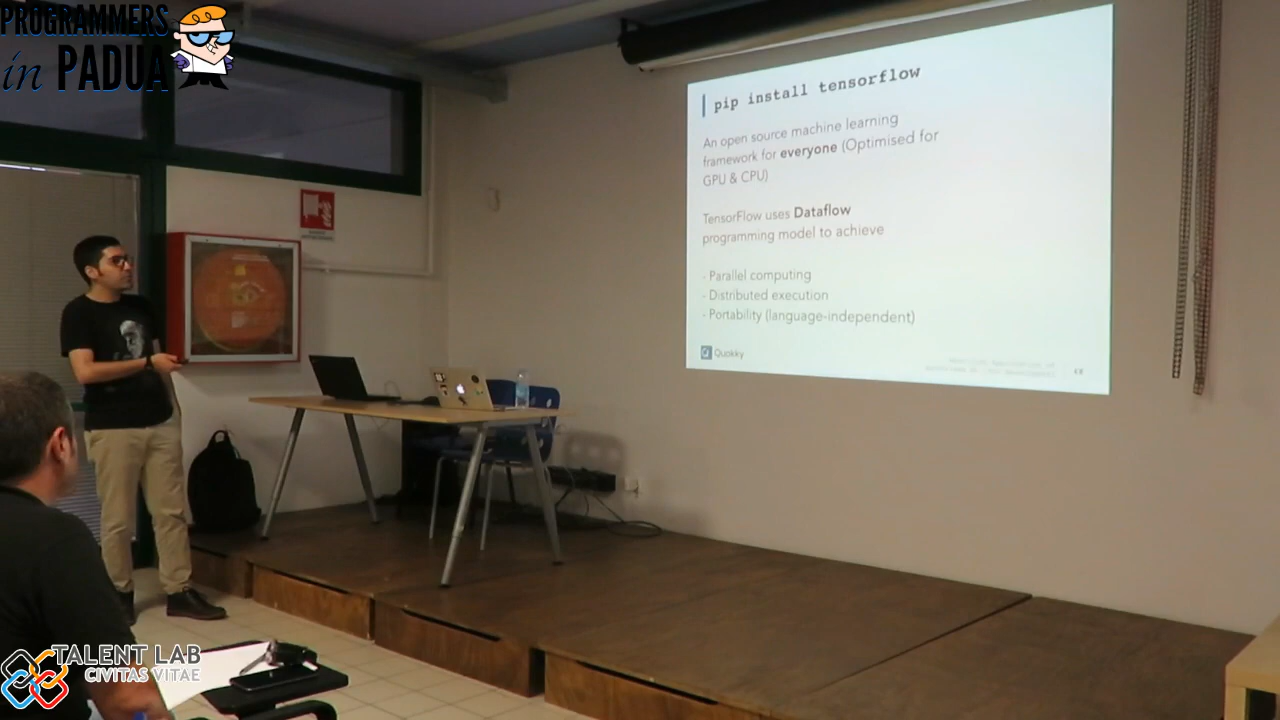 PROGRAMMERS
in PADUA
pip install tensorflow
An open source machine learning
framework for everyone (Optimised for
GPU & CPU)
TensorFlow uses Dataflow
programming model to achieve
- Parallel computing
- Distributed execution
- Portability (language-independent)
Quokky
TALENT LAB
CIVITAS VITAE